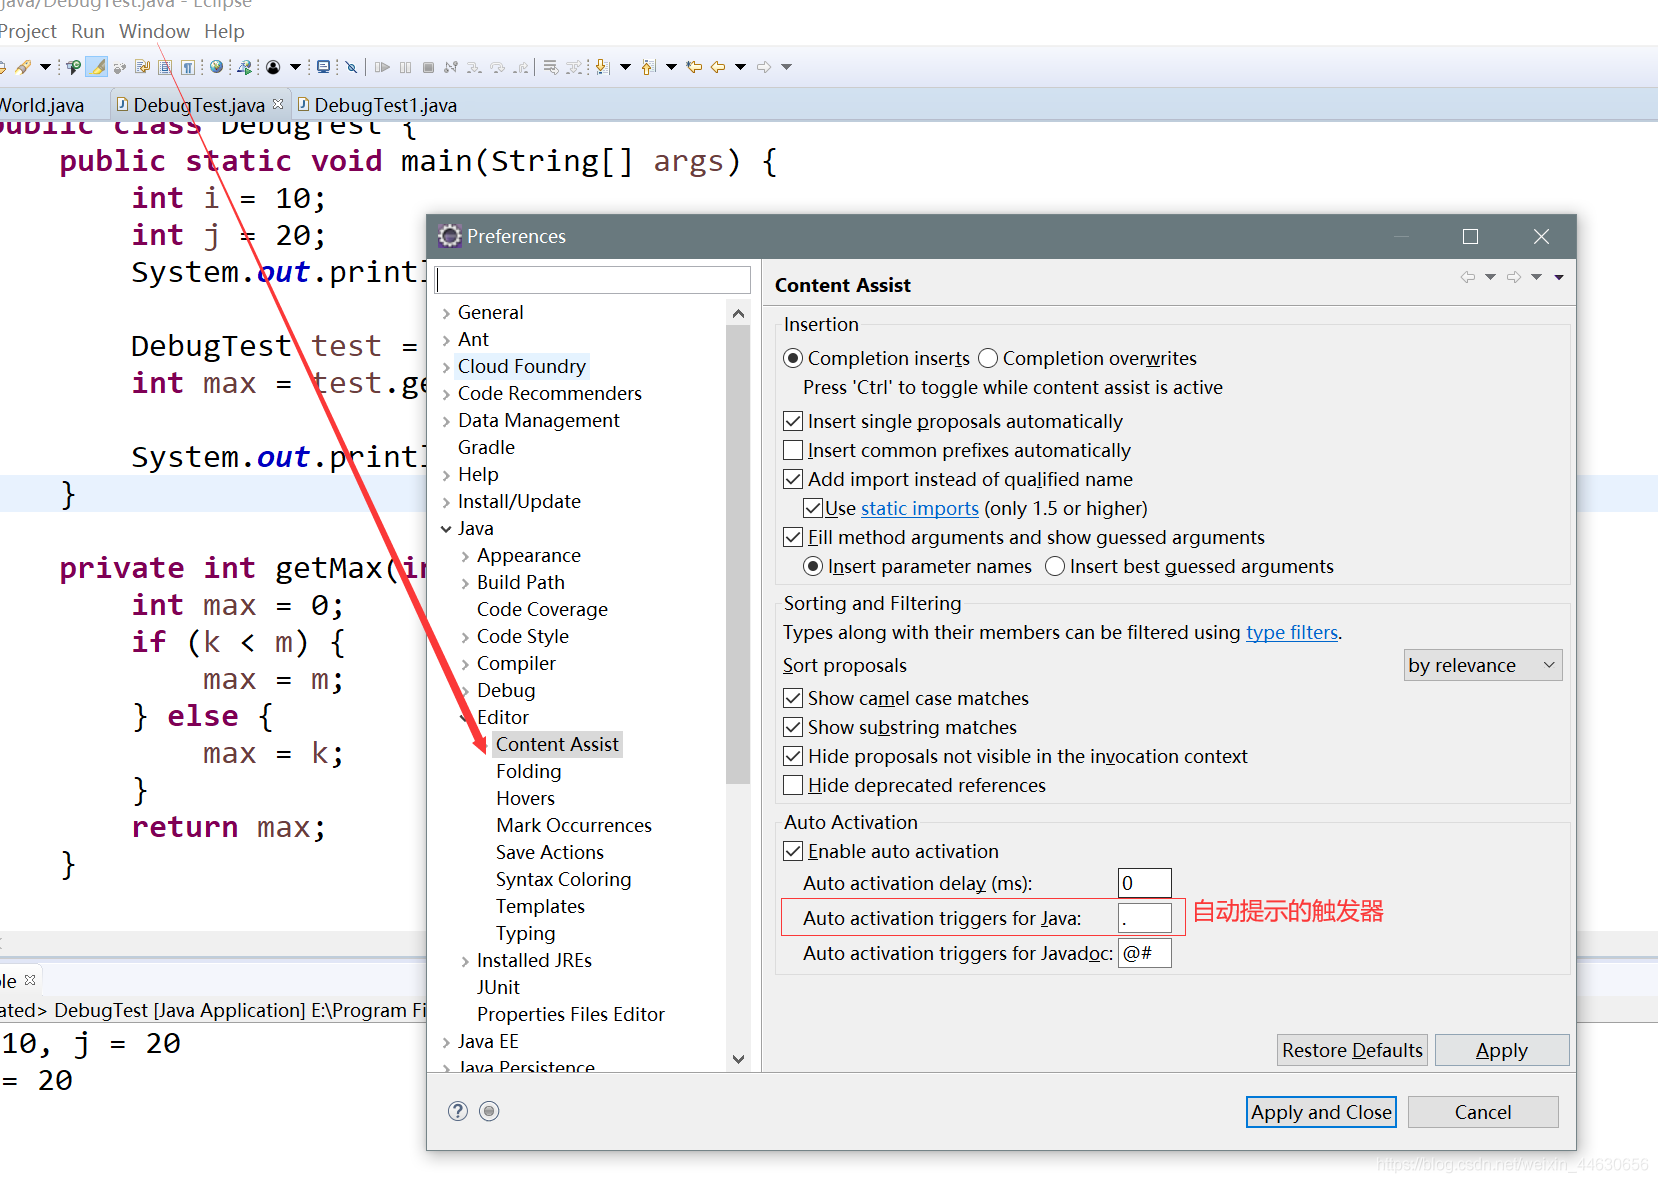 java/DebugTest.java - Eclipse
Project Run Window Help
World.java DebugTest.java DebugTest1.java
public class DebugTest {
public static void main(String[] args) {
int i = 10;
int j = 20;
System.out.printl
DebugTest test =
int max = test.ge
System.out.printl
}
private int getMax(in
int max = 0;
if (k < m) {
max = m;
} else {
max = k;
}
return max;
}
le
ated> DebugTest [Java Application] E:\Program Fi
10, j = 20
= 20
Preferences
General
Ant
Cloud Foundry
Code Recommenders
Data Management
Gradle
Help
Install/Update
Java
Appearance
Build Path
Code Coverage
Code Style
Compiler
Debug
Editor
Content Assist
Folding
Hovers
Mark Occurrences
Save Actions
Syntax Coloring
Templates
Typing
Installed JREs
JUnit
Properties Files Editor
Java EE
Java Persistence
Content Assist
Insertion
Completion inserts Completion overwrites
Press 'Ctrl' to toggle while content assist is active
Insert single proposals automatically
Insert common prefixes automatically
Add import instead of qualified name
Use static imports (only 1.5 or higher)
Fill method arguments and show guessed arguments
Insert parameter names Insert best guessed arguments
Sorting and Filtering
Types along with their members can be filtered using type filters.
Sort proposals by relevance
Show camel case matches
Show substring matches
Hide proposals not visible in the invocation context
Hide deprecated references
Auto Activation
Enable auto activation
Auto activation delay (ms): 0
Auto activation triggers for Java: . 自动提示的触发器
Auto activation triggers for Javadoc: @#
Restore Defaults Apply
Apply and Close Cancel
https://blog.csdn.net/weixin_44630656